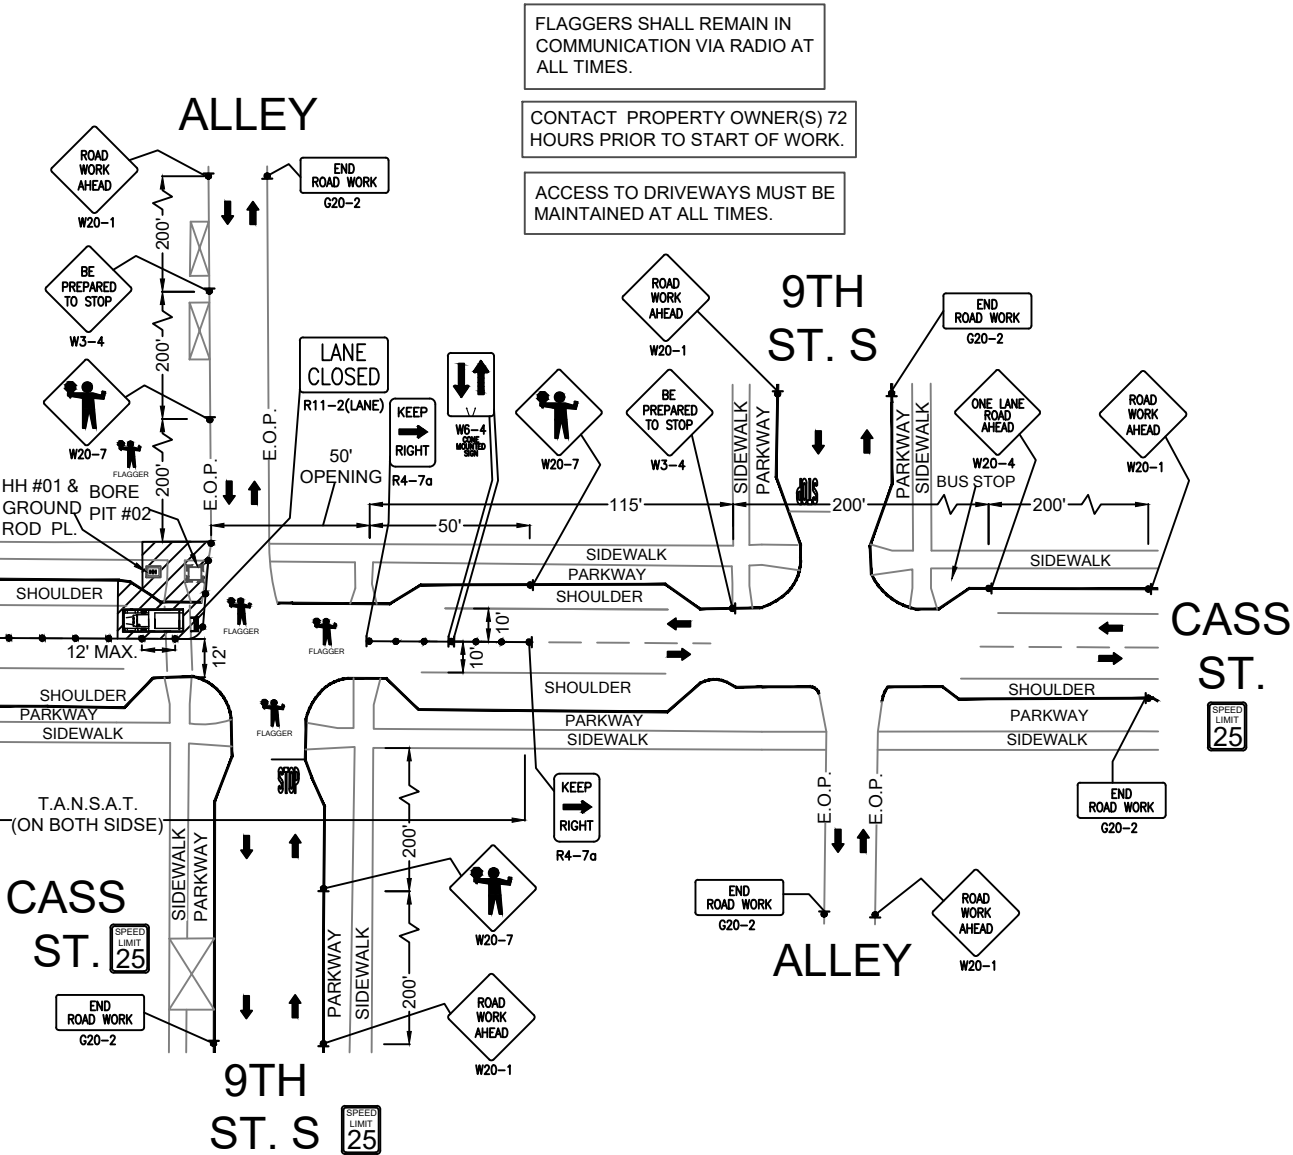 FLAGGERS SHALL REMAIN IN
COMMUNICATION VIA RADIO AT
ALL TIMES.
CONTACT PROPERTY OWNER(S) 72
HOURS PRIOR TO START OF WORK.
ACCESS TO DRIVEWAYS MUST BE
MAINTAINED AT ALL TIMES.
ALLEY
ROAD
WORK
AHEAD
W20-1
END
ROAD WORK
G20-2
200'
BE
PREPARED
TO STOP
W3-4
200'
W20-7
FLAGGER
200'
E.O.P.
E.O.P.
HH #01 &
GROUND
ROD PL.
BORE
PIT #02
LANE
CLOSED
R11-2(LANE)
50'
OPENING
KEEP
RIGHT
R4-7a
W6-4
CONE
MOUNTED
SIGN
W20-7
ROAD
WORK
AHEAD
W20-1
9TH
ST. S
END
ROAD WORK
G20-2
BE
PREPARED
TO STOP
W3-4
SIDEWALK
PARKWAY
PARKWAY
SIDEWALK
STOP
ONE LANE
ROAD
AHEAD
W20-4
ROAD
WORK
AHEAD
W20-1
BUS STOP
115'
200'
200'
50'
SIDEWALK
PARKWAY
SHOULDER
SIDEWALK
SHOULDER
FLAGGER
FLAGGER
FLAGGER
10'
10'
12' MAX.
12'
CASS
ST.
SPEED
LIMIT
25
SHOULDER
PARKWAY
SIDEWALK
SHOULDER
PARKWAY
SIDEWALK
SHOULDER
PARKWAY
SIDEWALK
STOP
T.A.N.S.A.T.
(ON BOTH SIDSE)
KEEP
RIGHT
R4-7a
E.O.P.
E.O.P.
END
ROAD WORK
G20-2
200'
SIDEWALK
PARKWAY
CASS
ST.
SPEED
LIMIT
25
W20-7
END
ROAD WORK
G20-2
ROAD
WORK
AHEAD
W20-1
ALLEY
PARKWAY
SIDEWALK
200'
END
ROAD WORK
G20-2
ROAD
WORK
AHEAD
W20-1
9TH
ST. S
SPEED
LIMIT
25